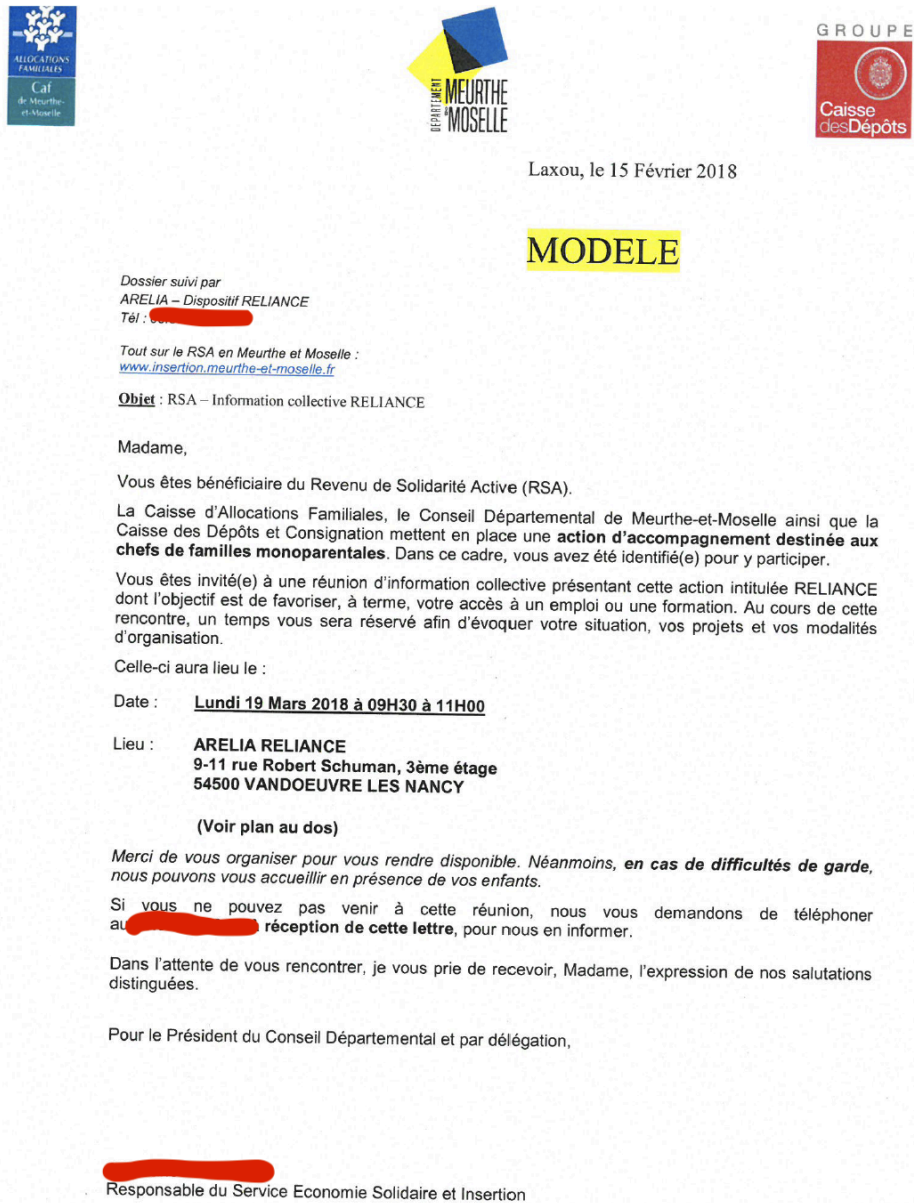 ALLOCATIONS
FAMILIALES
Caf
de Meurthe-
et-Moselle
DÉPARTEMENT
MEURTHE
MOSELLE
GROUPE
Caisse
desDépôts
Laxou, le 15 Février 2018
MODELE
Dossier suivi par
ARELIA – Dispositif RELIANCE
Tél :
Tout sur le RSA en Meurthe et Moselle :
www.insertion.meurthe-et-moselle.fr
Objet : RSA – Information collective RELIANCE
Madame,
Vous êtes bénéficiaire du Revenu de Solidarité Active (RSA).
La Caisse d'Allocations Familiales, le Conseil Départemental de Meurthe-et-Moselle ainsi que la
Caisse des Dépôts et Consignation mettent en place une action d'accompagnement destinée aux
chefs de familles monoparentales. Dans ce cadre, vous avez été identifié(e) pour y participer.
Vous êtes invité(e) à une réunion d'information collective présentant cette action intitulée RELIANCE
dont l'objectif est de favoriser, à terme, votre accès à un emploi ou une formation. Au cours de cette
rencontre, un temps vous sera réservé afin d'évoquer votre situation, vos projets et vos modalités
d'organisation.
Celle-ci aura lieu le :
Date : Lundi 19 Mars 2018 à 09H30 à 11H00
Lieu : ARELIA RELIANCE
9-11 rue Robert Schuman, 3ème étage
54500 VANDOEUVRE LES NANCY
(Voir plan au dos)
Merci de vous organiser pour vous rendre disponible. Néanmoins, en cas de difficultés de garde,
nous pouvons vous accueillir en présence de vos enfants.
Si vous ne pouvez pas venir à cette réunion, nous vous demandons de téléphoner
au réception de cette lettre, pour nous en informer.
Dans l'attente de vous rencontrer, je vous prie de recevoir, Madame, l'expression de nos salutations
distinguées.
Pour le Président du Conseil Départemental et par délégation,
Responsable du Service Economie Solidaire et Insertion